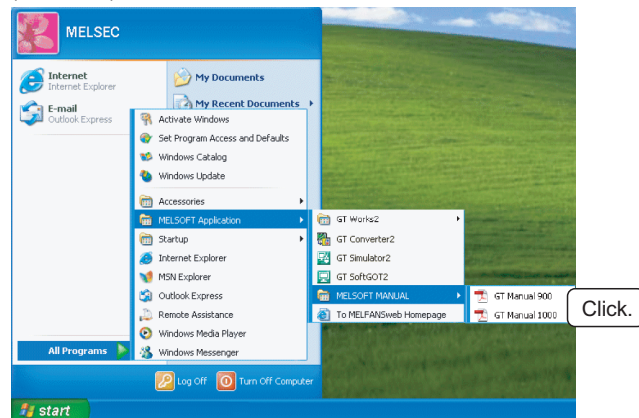 MELSEC
Internet
Internet Explorer
E-mail
Outlook Express
My Documents
My Recent Documents
Activate Windows
Set Program Access and Defaults
Windows Catalog
Windows Update
Accessories
MELSOFT Application
Startup
Internet Explorer
MSN Explorer
Outlook Express
Remote Assistance
Windows Media Player
Windows Messenger
GT Works2
GT Converter2
GT Simulator2
GT SoftGOT2
MELSOFT MANUAL
To MELFANSweb Homepage
GT Manual 900
GT Manual 1000
Click.
All Programs
Log Off
Turn Off Computer
start